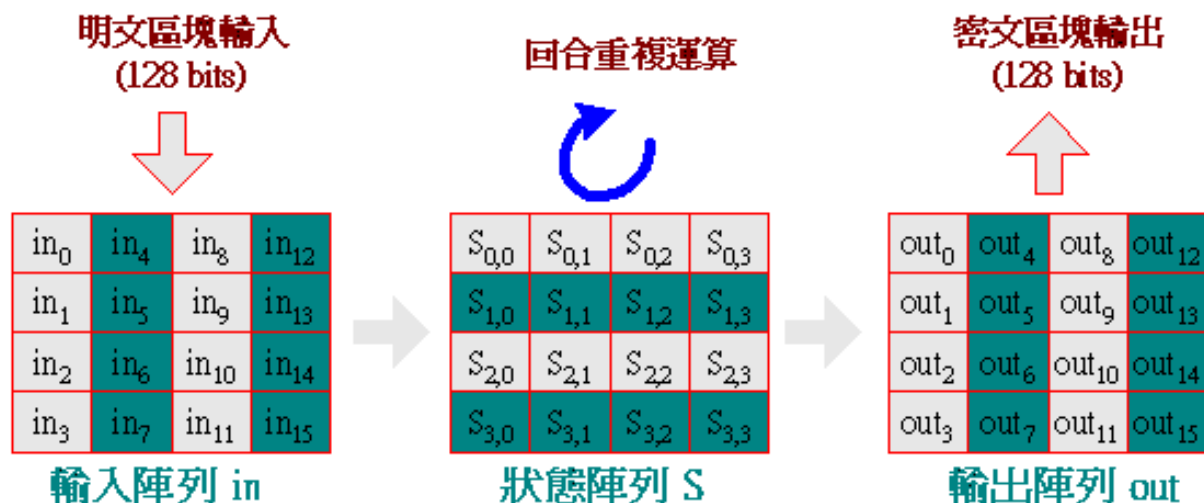 明文區塊輸入
(128 bits)
回合重複運算
密文區塊輸出
(128 bits)
in0 in4 in8 in12
in1 in5 in9 in13
in2 in6 in10 in14
in3 in7 in11 in15
輸入陣列 in
S0,0 S0,1 S0,2 S0,3
S1,0 S1,1 S1,2 S1,3
S2,0 S2,1 S2,2 S2,3
S3,0 S3,1 S3,2 S3,3
狀態陣列 S
out0 out4 out8 out12
out1 out5 out9 out13
out2 out6 out10 out14
out3 out7 out11 out15
輸出陣列 out